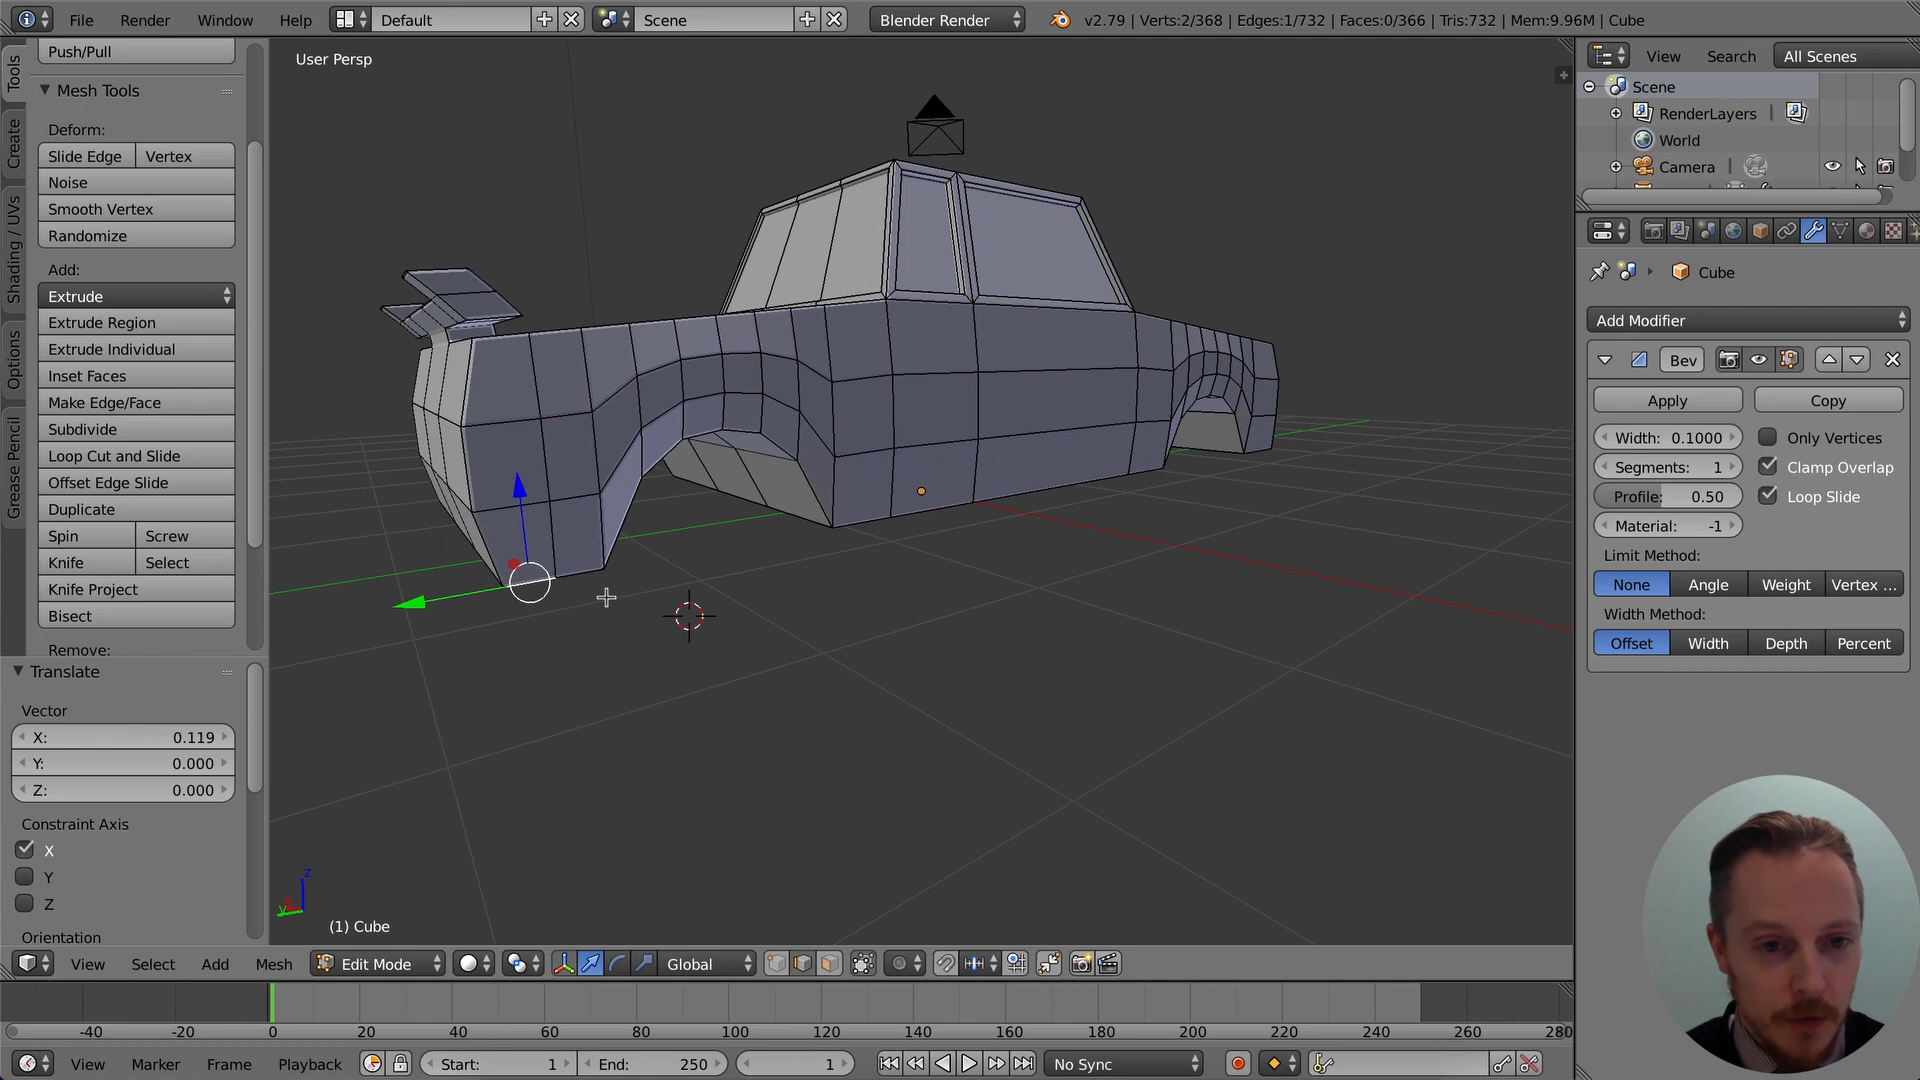 File Render Window Help Default Scene Blender Render v2.79 | Verts:2/368 | Edges:1/732 | Faces:0/366 | Tris:732 | Mem:9.96M | Cube
Tools
Create
Shading / UVs
Options
Grease Pencil
Push/Pull
Mesh Tools
Deform:
Slide Edge Vertex
Noise
Smooth Vertex
Randomize
Add:
Extrude
Extrude Region
Extrude Individual
Inset Faces
Make Edge/Face
Subdivide
Loop Cut and Slide
Offset Edge Slide
Duplicate
Spin Screw
Knife Select
Knife Project
Bisect
Remove:
Translate
Vector
X: 0.119
Y: 0.000
Z: 0.000
Constraint Axis
X
Y
Z
Orientation
User Persp
z
(1) Cube
View Select Add Mesh Edit Mode Global
-40 -20 0 20 40 60 80 100 120 140 160 180 200 220 240 260 280
View Marker Frame Playback Start: 1 End: 250 1 No Sync
View Search All Scenes
Scene
RenderLayers
World
Camera
Cube
Add Modifier
Bev
Apply Copy
Width: 0.1000 Only Vertices
Segments: 1 Clamp Overlap
Profile: 0.50 Loop Slide
Material: -1
Limit Method:
None Angle Weight Vertex ...
Width Method:
Offset Width Depth Percent